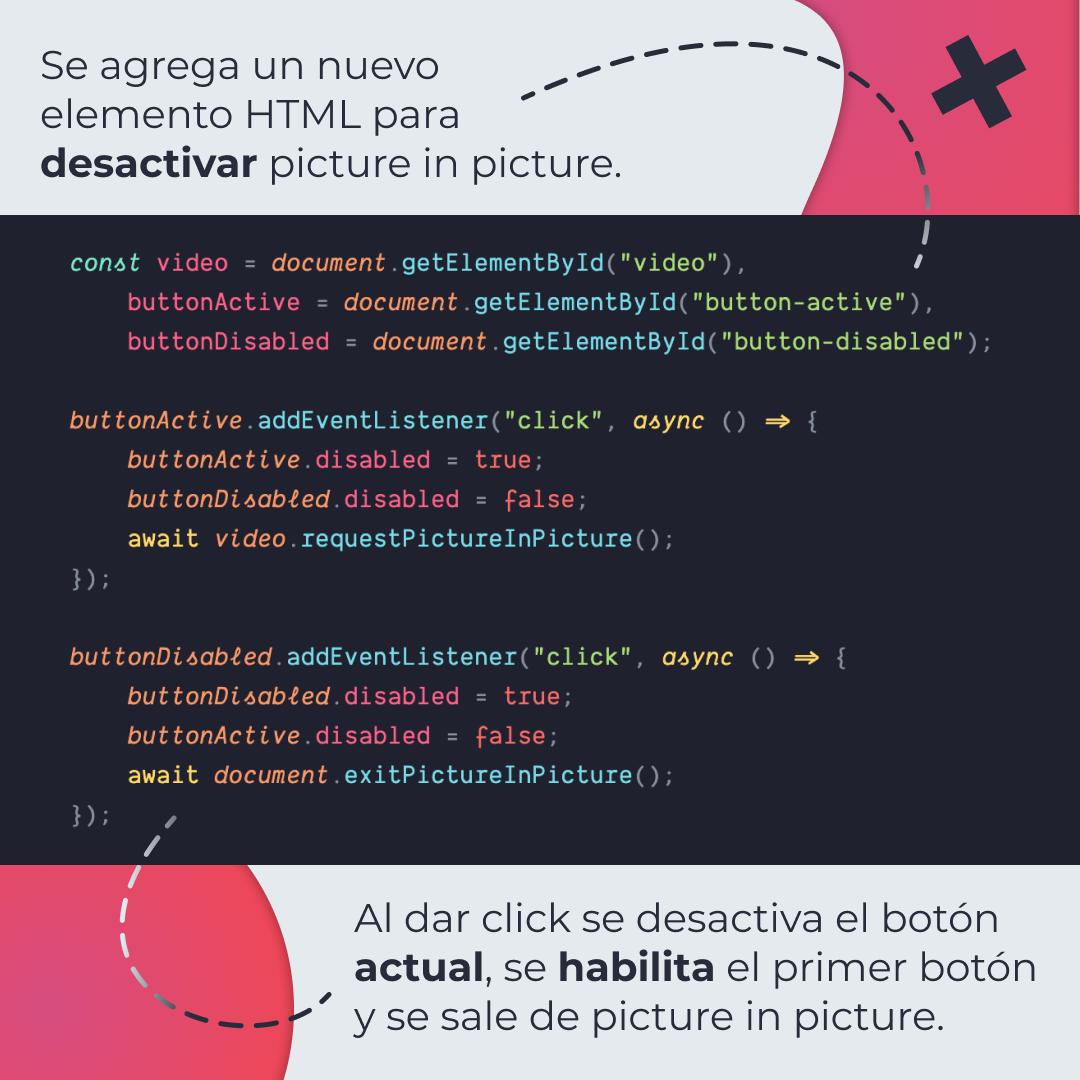 Se agrega un nuevo
elemento HTML para
desactivar picture in picture.
const video = document.getElementById("video"),
    buttonActive = document.getElementById("button-active"),
    buttonDisabled = document.getElementById("button-disabled");
buttonActive.addEventListener("click", async () => {
    buttonActive.disabled = true;
    buttonDisabled.disabled = false;
    await video.requestPictureInPicture();
});
buttonDisabled.addEventListener("click", async () => {
    buttonDisabled.disabled = true;
    buttonActive.disabled = false;
    await document.exitPictureInPicture();
});
Al dar click se desactiva el botón
actual, se habilita el primer botón
y se sale de picture in picture.